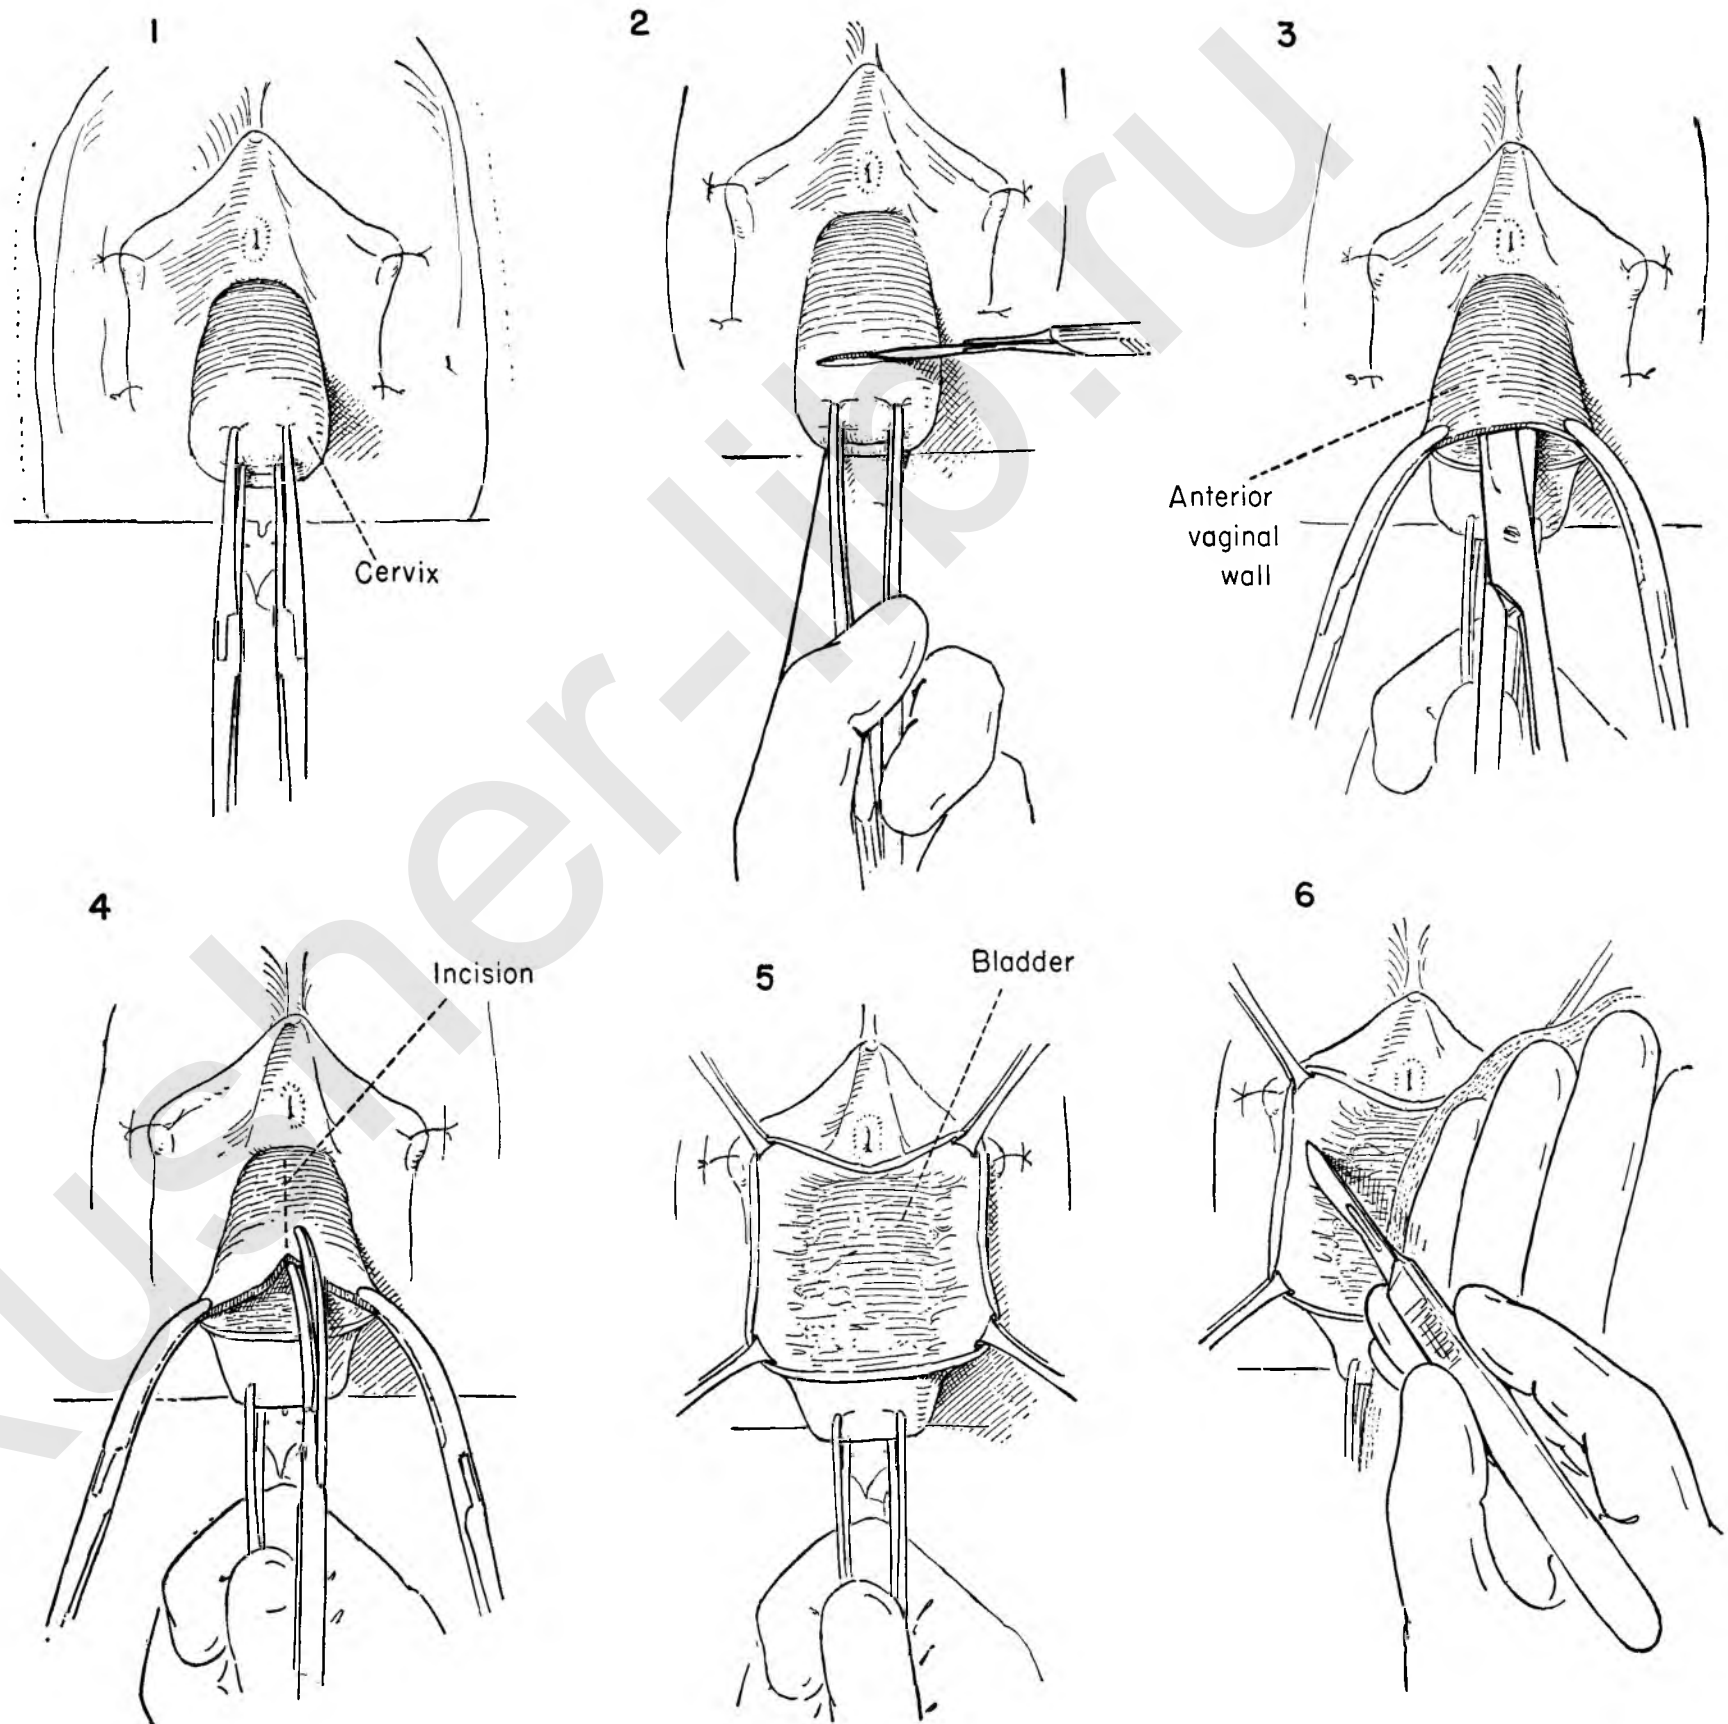 1
2
3
Cervix
Anterior
vaginal
wall
4
Incision
5
Bladder
6